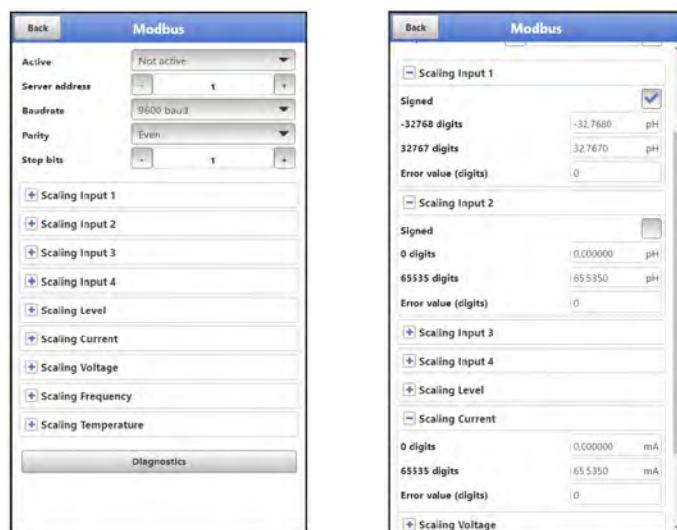 Back Modbus
Active Not active
Server address - 1 +
Baudrate 9600 baud
Parity Even
Stop bits - 1 +
+ Scaling Input 1
+ Scaling Input 2
+ Scaling Input 3
+ Scaling Input 4
+ Scaling Level
+ Scaling Current
+ Scaling Voltage
+ Scaling Frequency
+ Scaling Temperature
Diagnostics
Back Modbus
- Scaling Input 1
Signed
-32768 digits -32,7680 pH
32767 digits 32,7670 pH
Error value (digits) 0
- Scaling Input 2
Signed
0 digits 0,000000 pH
65535 digits 65,5350 pH
Error value (digits) 0
+ Scaling Input 3
+ Scaling Input 4
+ Scaling Level
- Scaling Current
0 digits 0,000000 mA
65535 digits 65,5350 mA
Error value (digits) 0
+ Scaling Voltage